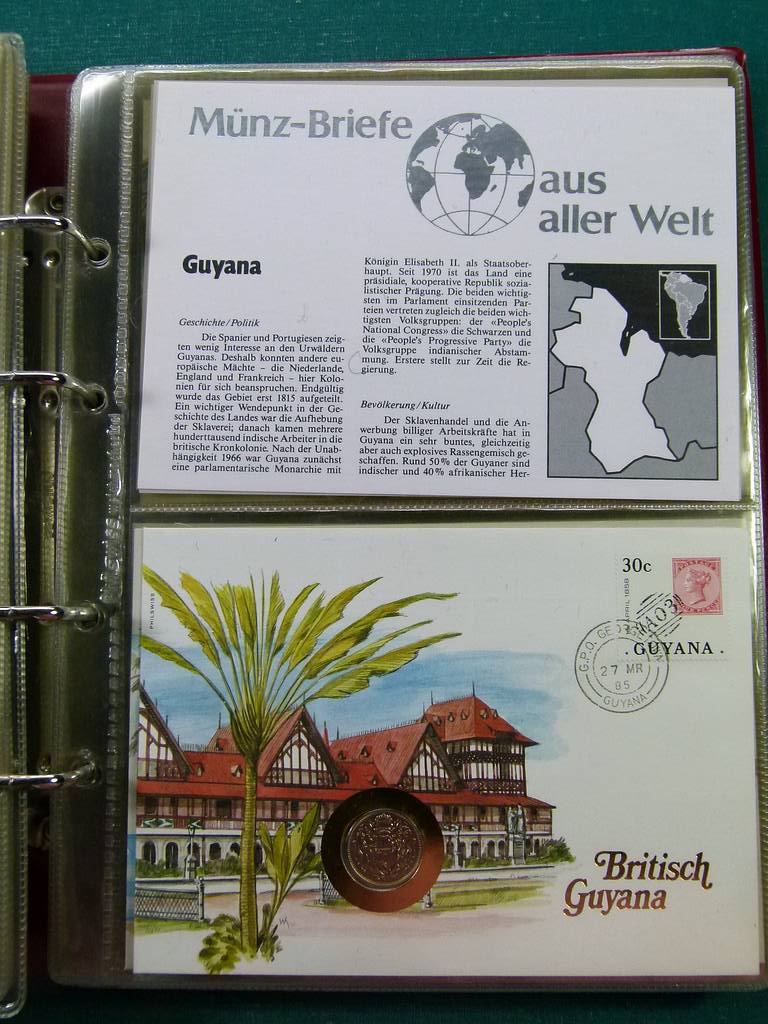 Münz-Briefe
aus
aller Welt
Guyana
Geschichte/Politik
Die Spanier und Portugiesen zeig-
ten wenig Interesse an den Urwäldern
Guyanas. Deshalb konnten andere eu-
ropäische Mächte – die Niederlande,
England und Frankreich – hier Kolo-
nien für sich beanspruchen. Endgültig
wurde das Gebiet erst 1815 aufgeteilt.
Ein wichtiger Wendepunkt in der Ge-
schichte des Landes war die Aufhebung
der Sklaverei; danach kamen mehrere
hunderttausend indische Arbeiter in die
britische Kronkolonie. Nach der Unab-
hängigkeit 1966 war Guyana zunächst
eine parlamentarische Monarchie mit
Königin Elisabeth II. als Staatsober-
haupt. Seit 1970 ist das Land eine
präsidiale, kooperative Republik sozia-
listischer Prägung. Die beiden wichtig-
sten im Parlament einsitzenden Par-
teien vertreten zugleich die beiden wich-
tigsten Volksgruppen: der «People's
National Congress» die Schwarzen und
die «People's Progressive Party» die
Volksgruppe indianischer Abstam-
mung. Erstere stellt zur Zeit die Re-
gierung.
Bevölkerung/Kultur
Der Sklavenhandel und die An-
werbung billiger Arbeitskräfte hat in
Guyana ein sehr buntes, gleichzeitig
aber auch explosives Rassengemisch ge-
schaffen. Rund 50% der Guyaner sind
indischer und 40% afrikanischer Her-
PHILSWISS
30c
POSTAGE
APRIL 1858
A03
GUYANA
G.P.O. GEORGETOWN
27 MR
85
GUYANA
Britisch
Guyana